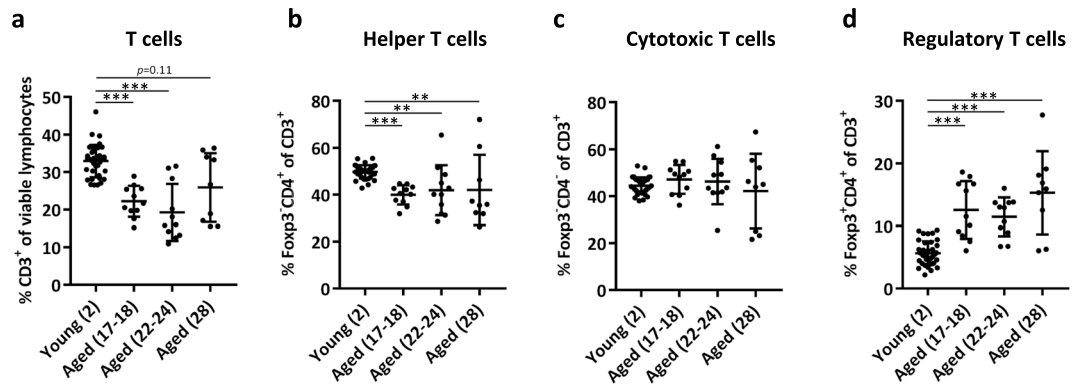 a
T cells
p=0.11
***
***
% CD3⁺ of viable lymphocytes
50
40
30
20
10
0
Young (2)
Aged (17-18)
Aged (22-24)
Aged (28)
b
Helper T cells
**
**
***
% Foxp3⁻CD4⁺ of CD3⁺
80
60
40
20
0
Young (2)
Aged (17-18)
Aged (22-24)
Aged (28)
c
Cytotoxic T cells
% Foxp3⁻CD4⁻ of CD3⁺
80
60
40
20
0
Young (2)
Aged (17-18)
Aged (22-24)
Aged (28)
d
Regulatory T cells
***
***
***
% Foxp3⁺CD4⁺ of CD3⁺
30
20
10
0
Young (2)
Aged (17-18)
Aged (22-24)
Aged (28)